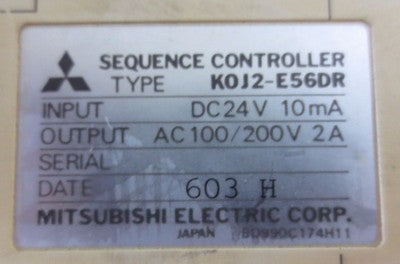 SEQUENCE CONTROLLER
TYPE K0J2-E56DR
INPUT DC24V 10mA
OUTPUT AC100/200V 2A
SERIAL
DATE 603 H
MITSUBISHI ELECTRIC CORP.
JAPAN BD990C174H11